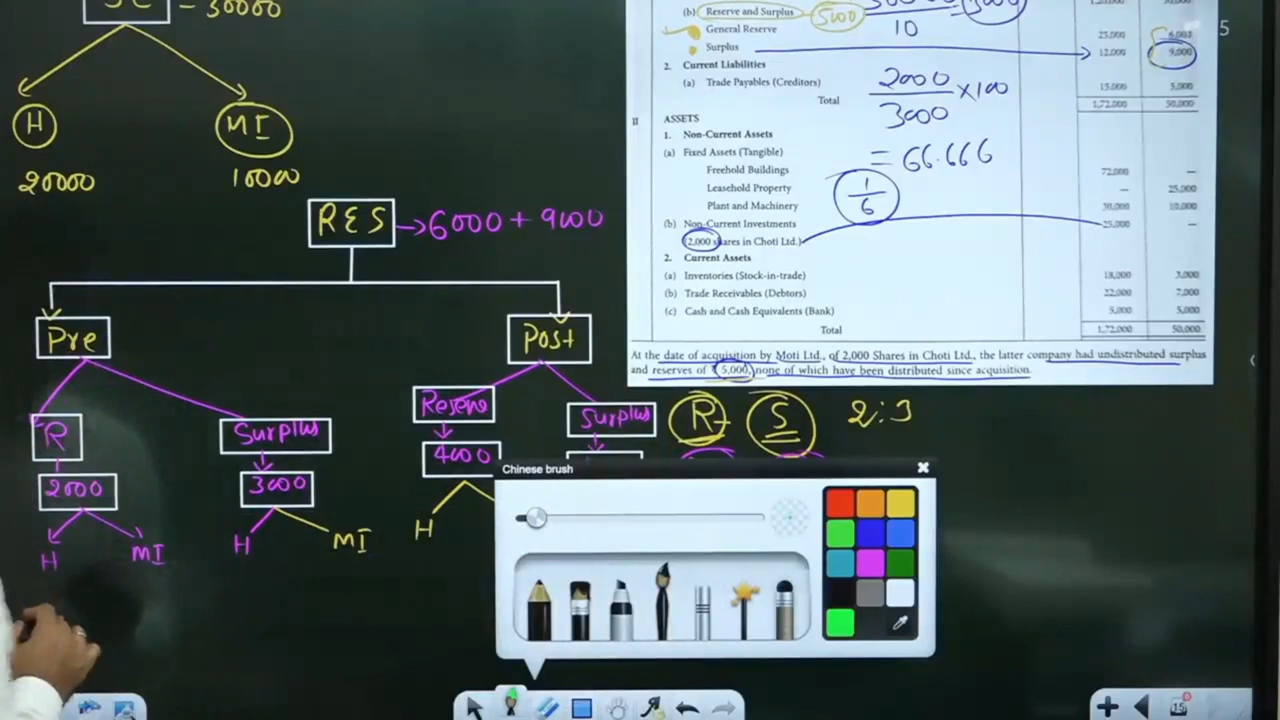 30000
H
MI
20000
10000
RES → 6000 + 9000
Pre
Post
R
Surplus
2000
3000
H
MI
H
MI
Reserve
Surplus
4000
H
R
S
2:3
(b) Reserve and Surplus
5000
10
General Reserve
25,000
6,000
Surplus
12,000
9,000
2. Current Liabilities
(a) Trade Payables (Creditors)
15,000
5,000
Total
1,72,000
50,000
2000
3000
×100
= 66.666
1
6
II
ASSETS
1. Non-Current Assets
(a) Fixed Assets (Tangible)
Freehold Buildings
72,000
—
Leasehold Property
—
25,000
Plant and Machinery
30,000
10,000
(b) Non-Current Investments
25,000
—
(2,000 shares in Choti Ltd.)
2. Current Assets
(a) Inventories (Stock-in-trade)
18,000
3,000
(b) Trade Receivables (Debtors)
22,000
7,000
(c) Cash and Cash Equivalents (Bank)
5,000
5,000
Total
1,72,000
50,000
At the date of acquisition by Moti Ltd., of 2,000 Shares in Choti Ltd., the latter company had undistributed surplus
and reserves of 5,000, none of which have been distributed since acquisition.
5
Chinese brush
15